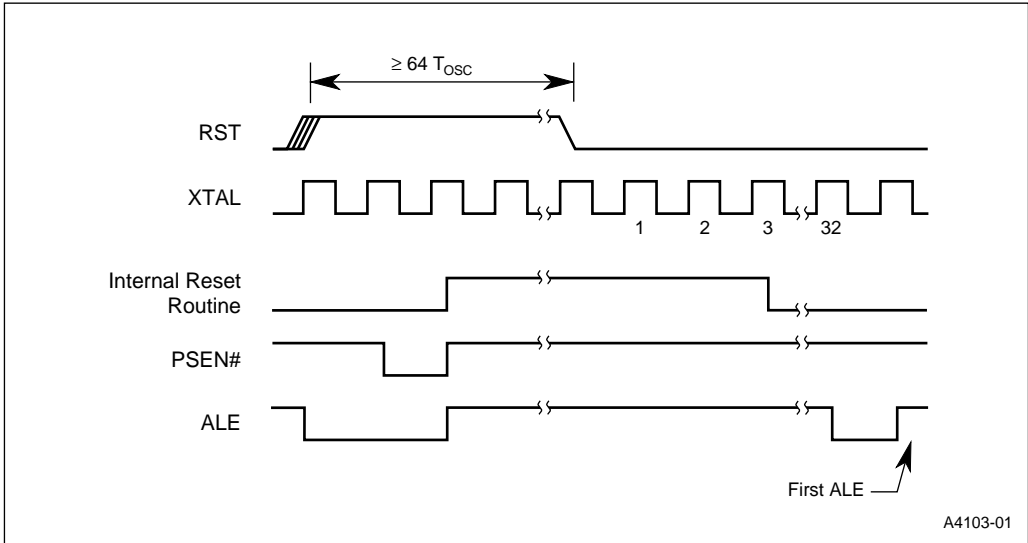 ≥ 64 TOSC
RST
XTAL
1 2 3 32
Internal Reset
Routine
PSEN#
ALE
First ALE
A4103-01